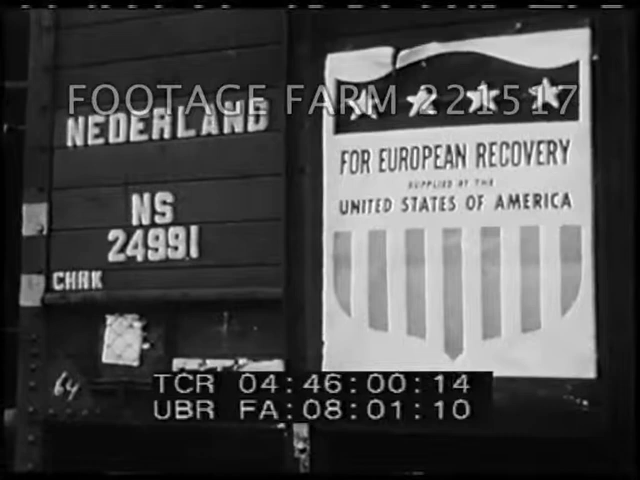 FOOTAGE FARM 221517
NEDERLAND
NS
24991
CHRK
64
FOR EUROPEAN RECOVERY
SUPPLIED BY THE
UNITED STATES OF AMERICA
TCR 04:46:00:14
UBR FA:08:01:10